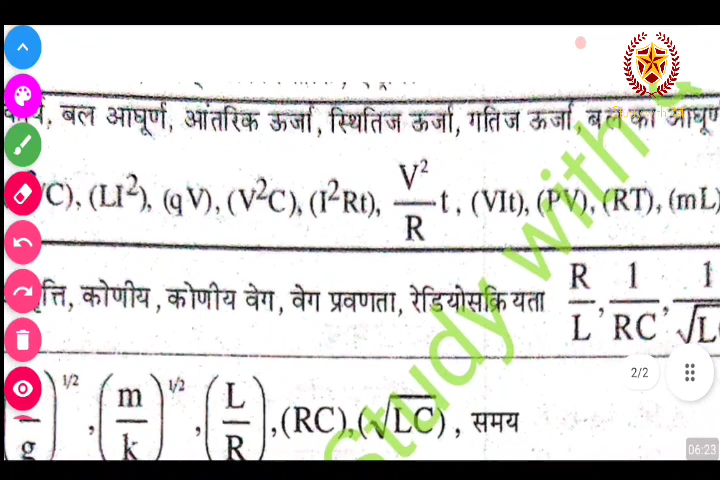 कार्य, बल आघूर्ण, आंतरिक ऊर्जा, स्थितिज ऊर्जा, गतिज ऊर्जा, बल का आघूर्ण
/C), (LI²), (qV), (V²C), (I²Rt), V²/R t, (VIt), (PV), (RT), (mL)
त्ति, कोणीय, कोणीय वेग, वेग प्रवणता, रेडियोसक्रियता R/L, 1/RC, 1/√LC
2/2
( /g)^1/2, (m/k)^1/2, (L/R), (RC), (√LC), समय
Study with
06:23